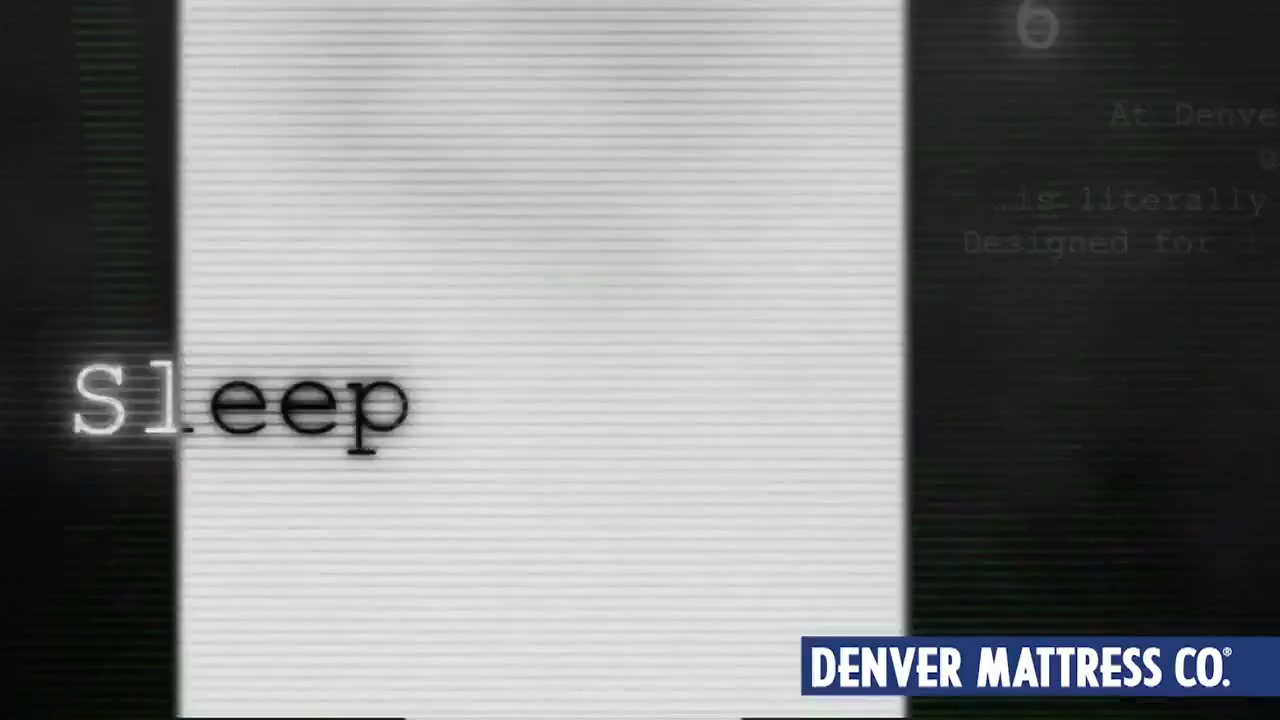 6
At Denve
…is literally
Designed for
Sleep
DENVER MATTRESS CO.®